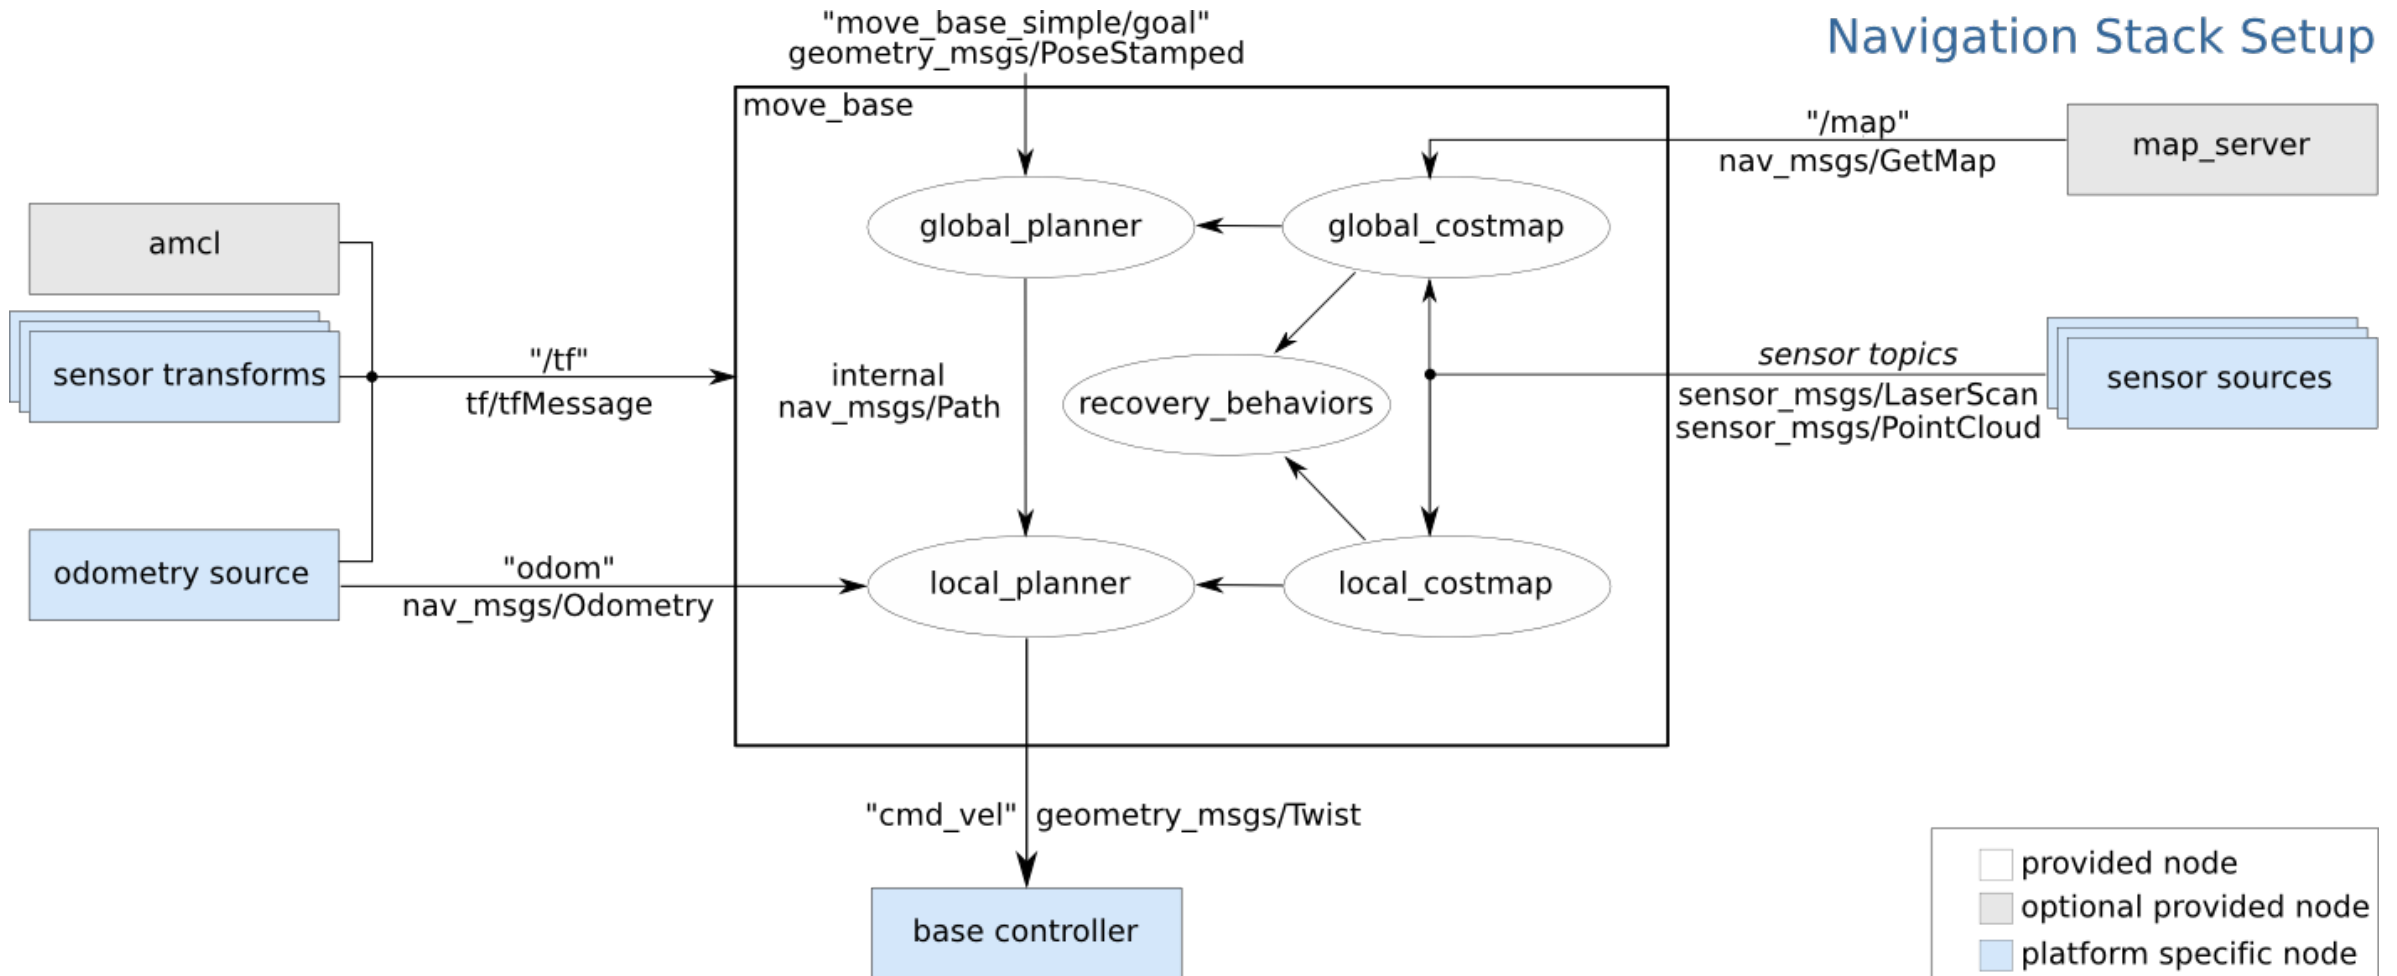 "move_base_simple/goal"
geometry_msgs/PoseStamped
Navigation Stack Setup
move_base
"/map"
nav_msgs/GetMap
map_server
global_planner
global_costmap
amcl
sensor transforms
"/tf"
tf/tfMessage
internal
nav_msgs/Path
recovery_behaviors
sensor topics
sensor_msgs/LaserScan
sensor_msgs/PointCloud
sensor sources
odometry source
"odom"
nav_msgs/Odometry
local_planner
local_costmap
"cmd_vel" geometry_msgs/Twist
base controller
provided node
optional provided node
platform specific node